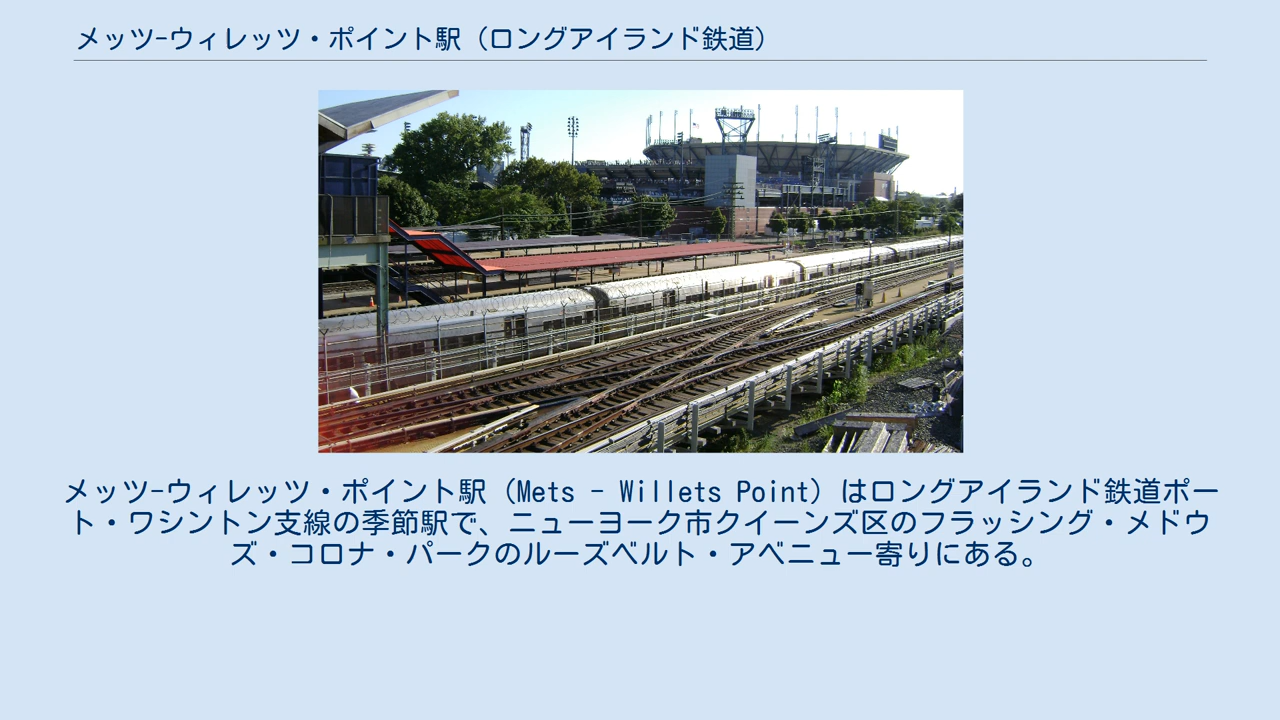 メッツ-ウィレッツ・ポイント駅（ロングアイランド鉄道）
メッツ-ウィレッツ・ポイント駅（Mets - Willets Point）はロングアイランド鉄道ポー
ト・ワシントン支線の季節駅で、ニューヨーク市クイーンズ区のフラッシング・メドウ
ズ・コロナ・パークのルーズベルト・アベニュー寄りにある。